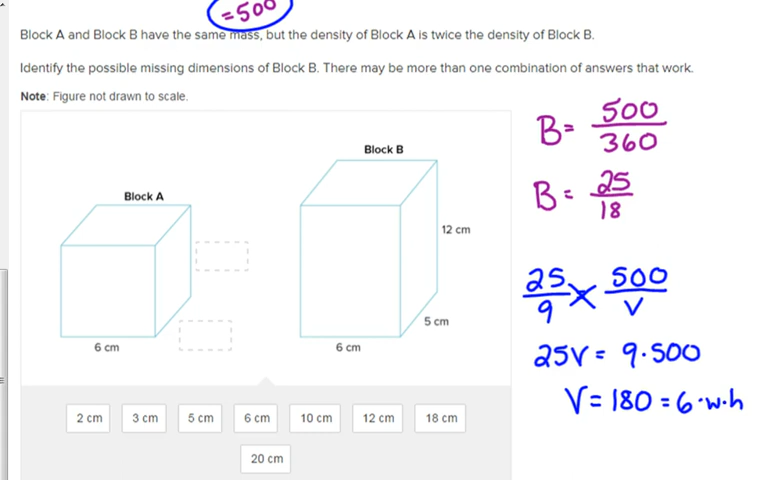 =500
Block A and Block B have the same mass, but the density of Block A is twice the density of Block B.
Identify the possible missing dimensions of Block B. There may be more than one combination of answers that work.
Note: Figure not drawn to scale.
B= 500/360
B= 25/18
Block B
Block A
12 cm
5 cm
6 cm
6 cm
25/9 X 500/V
25V = 9·500
V = 180 = 6·w·h
2 cm
3 cm
5 cm
6 cm
10 cm
12 cm
18 cm
20 cm